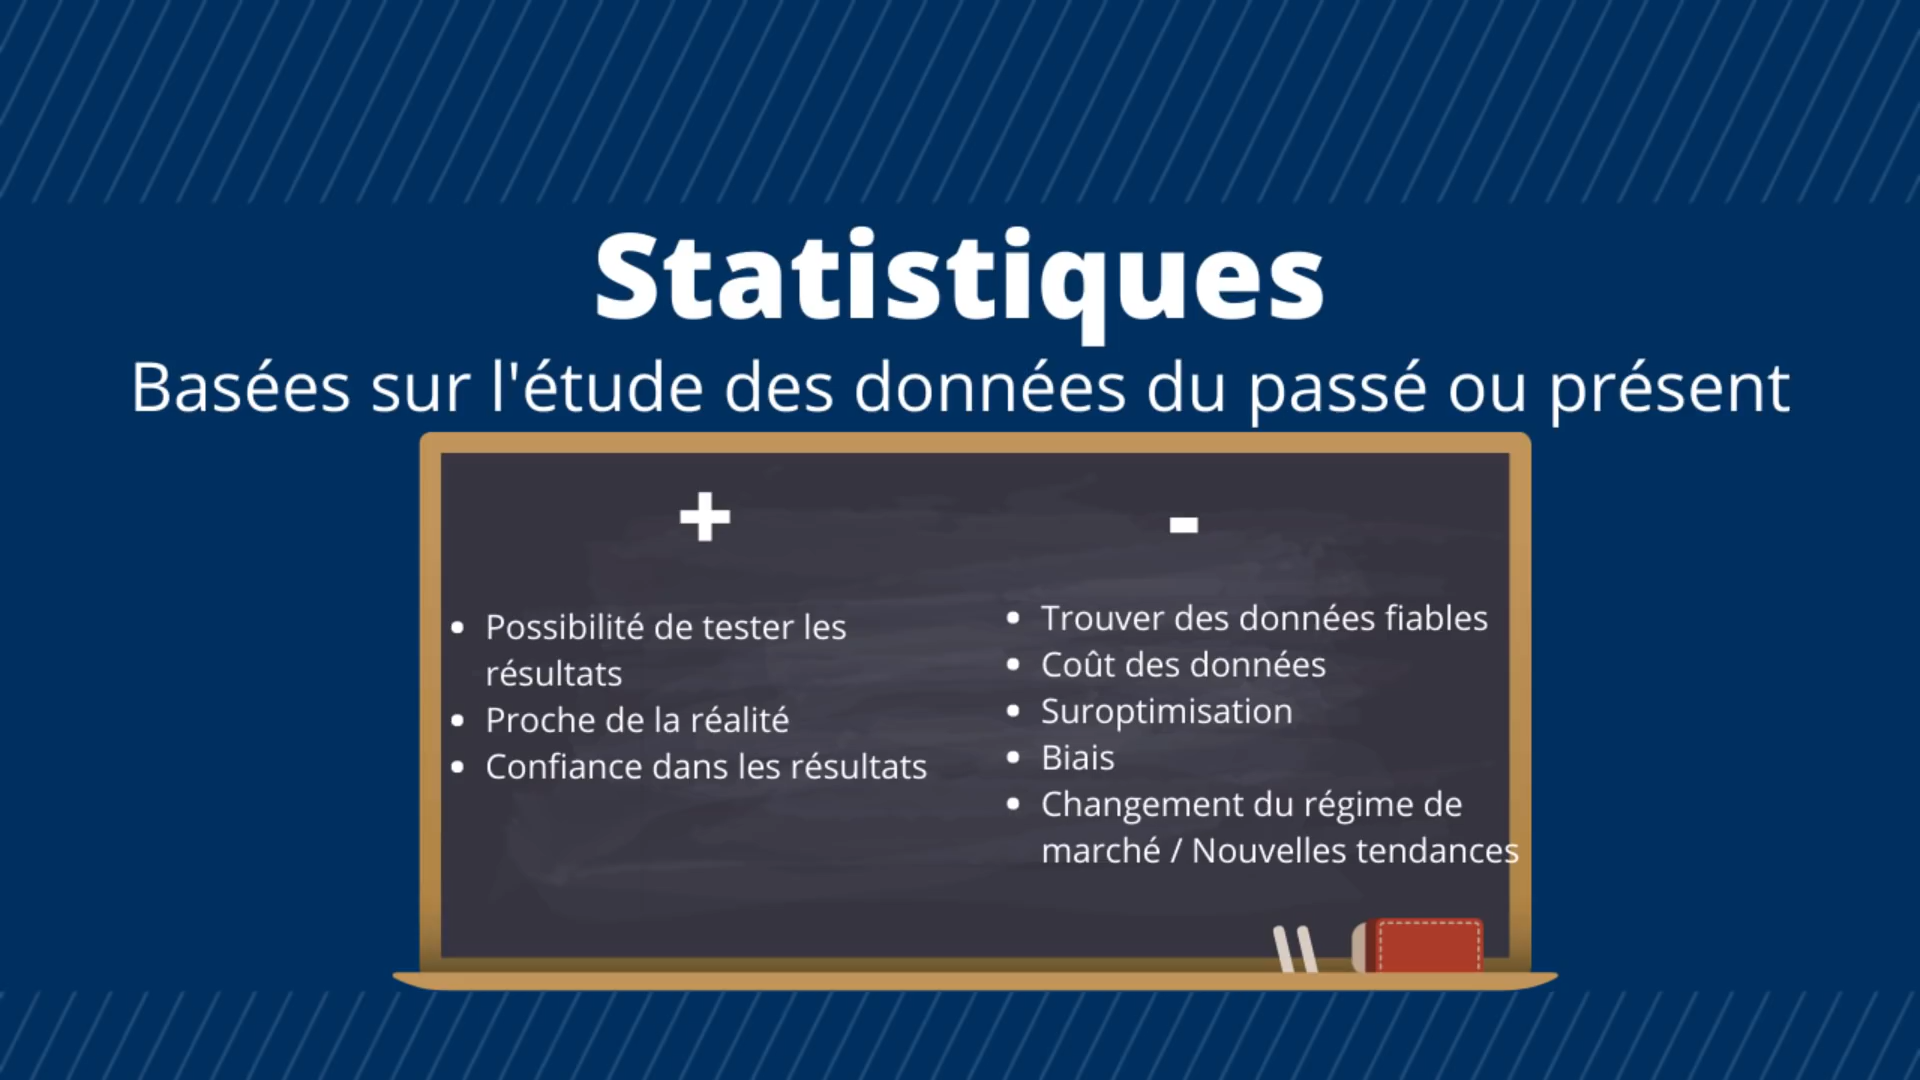 Statistiques
Basées sur l'étude des données du passé ou présent
+
• Possibilité de tester les
résultats
• Proche de la réalité
• Confiance dans les résultats
-
• Trouver des données fiables
• Coût des données
• Suroptimisation
• Biais
• Changement du régime de
marché / Nouvelles tendances